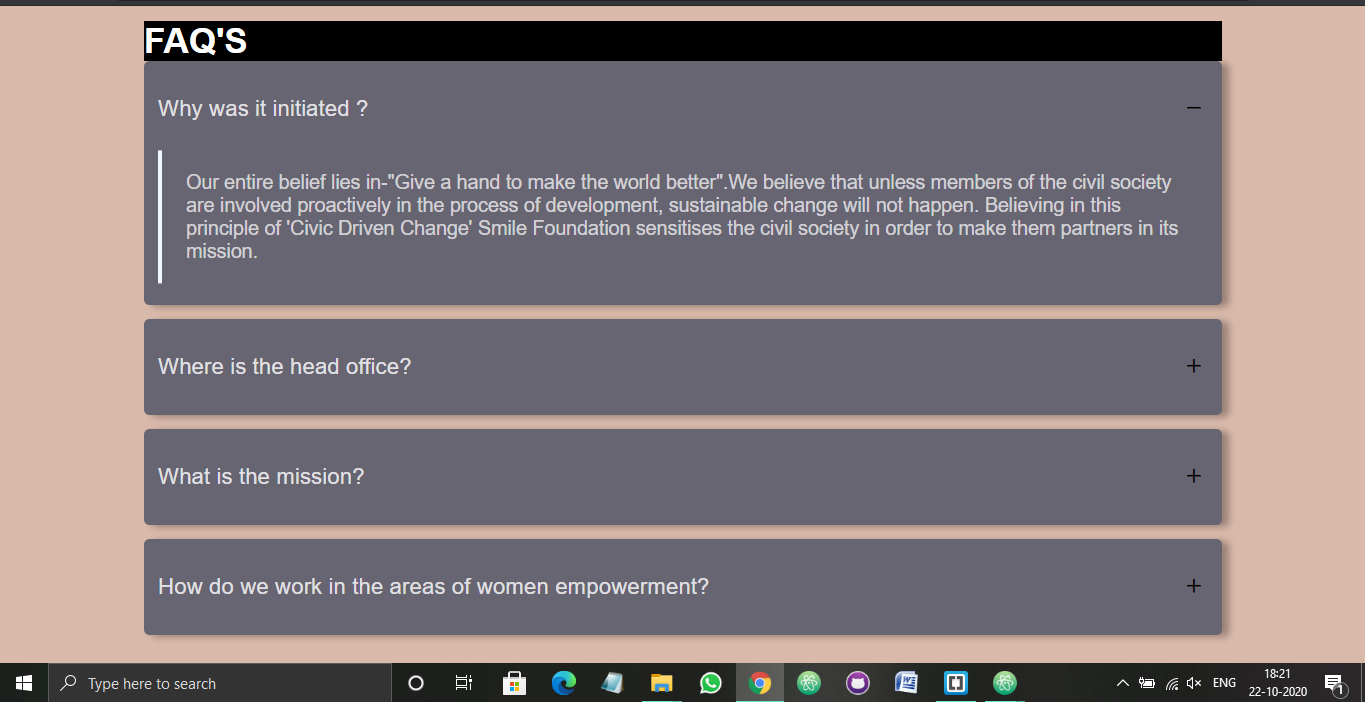 FAQ'S
Why was it initiated ?
Our entire belief lies in-"Give a hand to make the world better".We believe that unless members of the civil society
are involved proactively in the process of development, sustainable change will not happen. Believing in this
principle of 'Civic Driven Change' Smile Foundation sensitises the civil society in order to make them partners in its
mission.
Where is the head office?
What is the mission?
How do we work in the areas of women empowerment?
Type here to search
ENG
18:21
22-10-2020
1